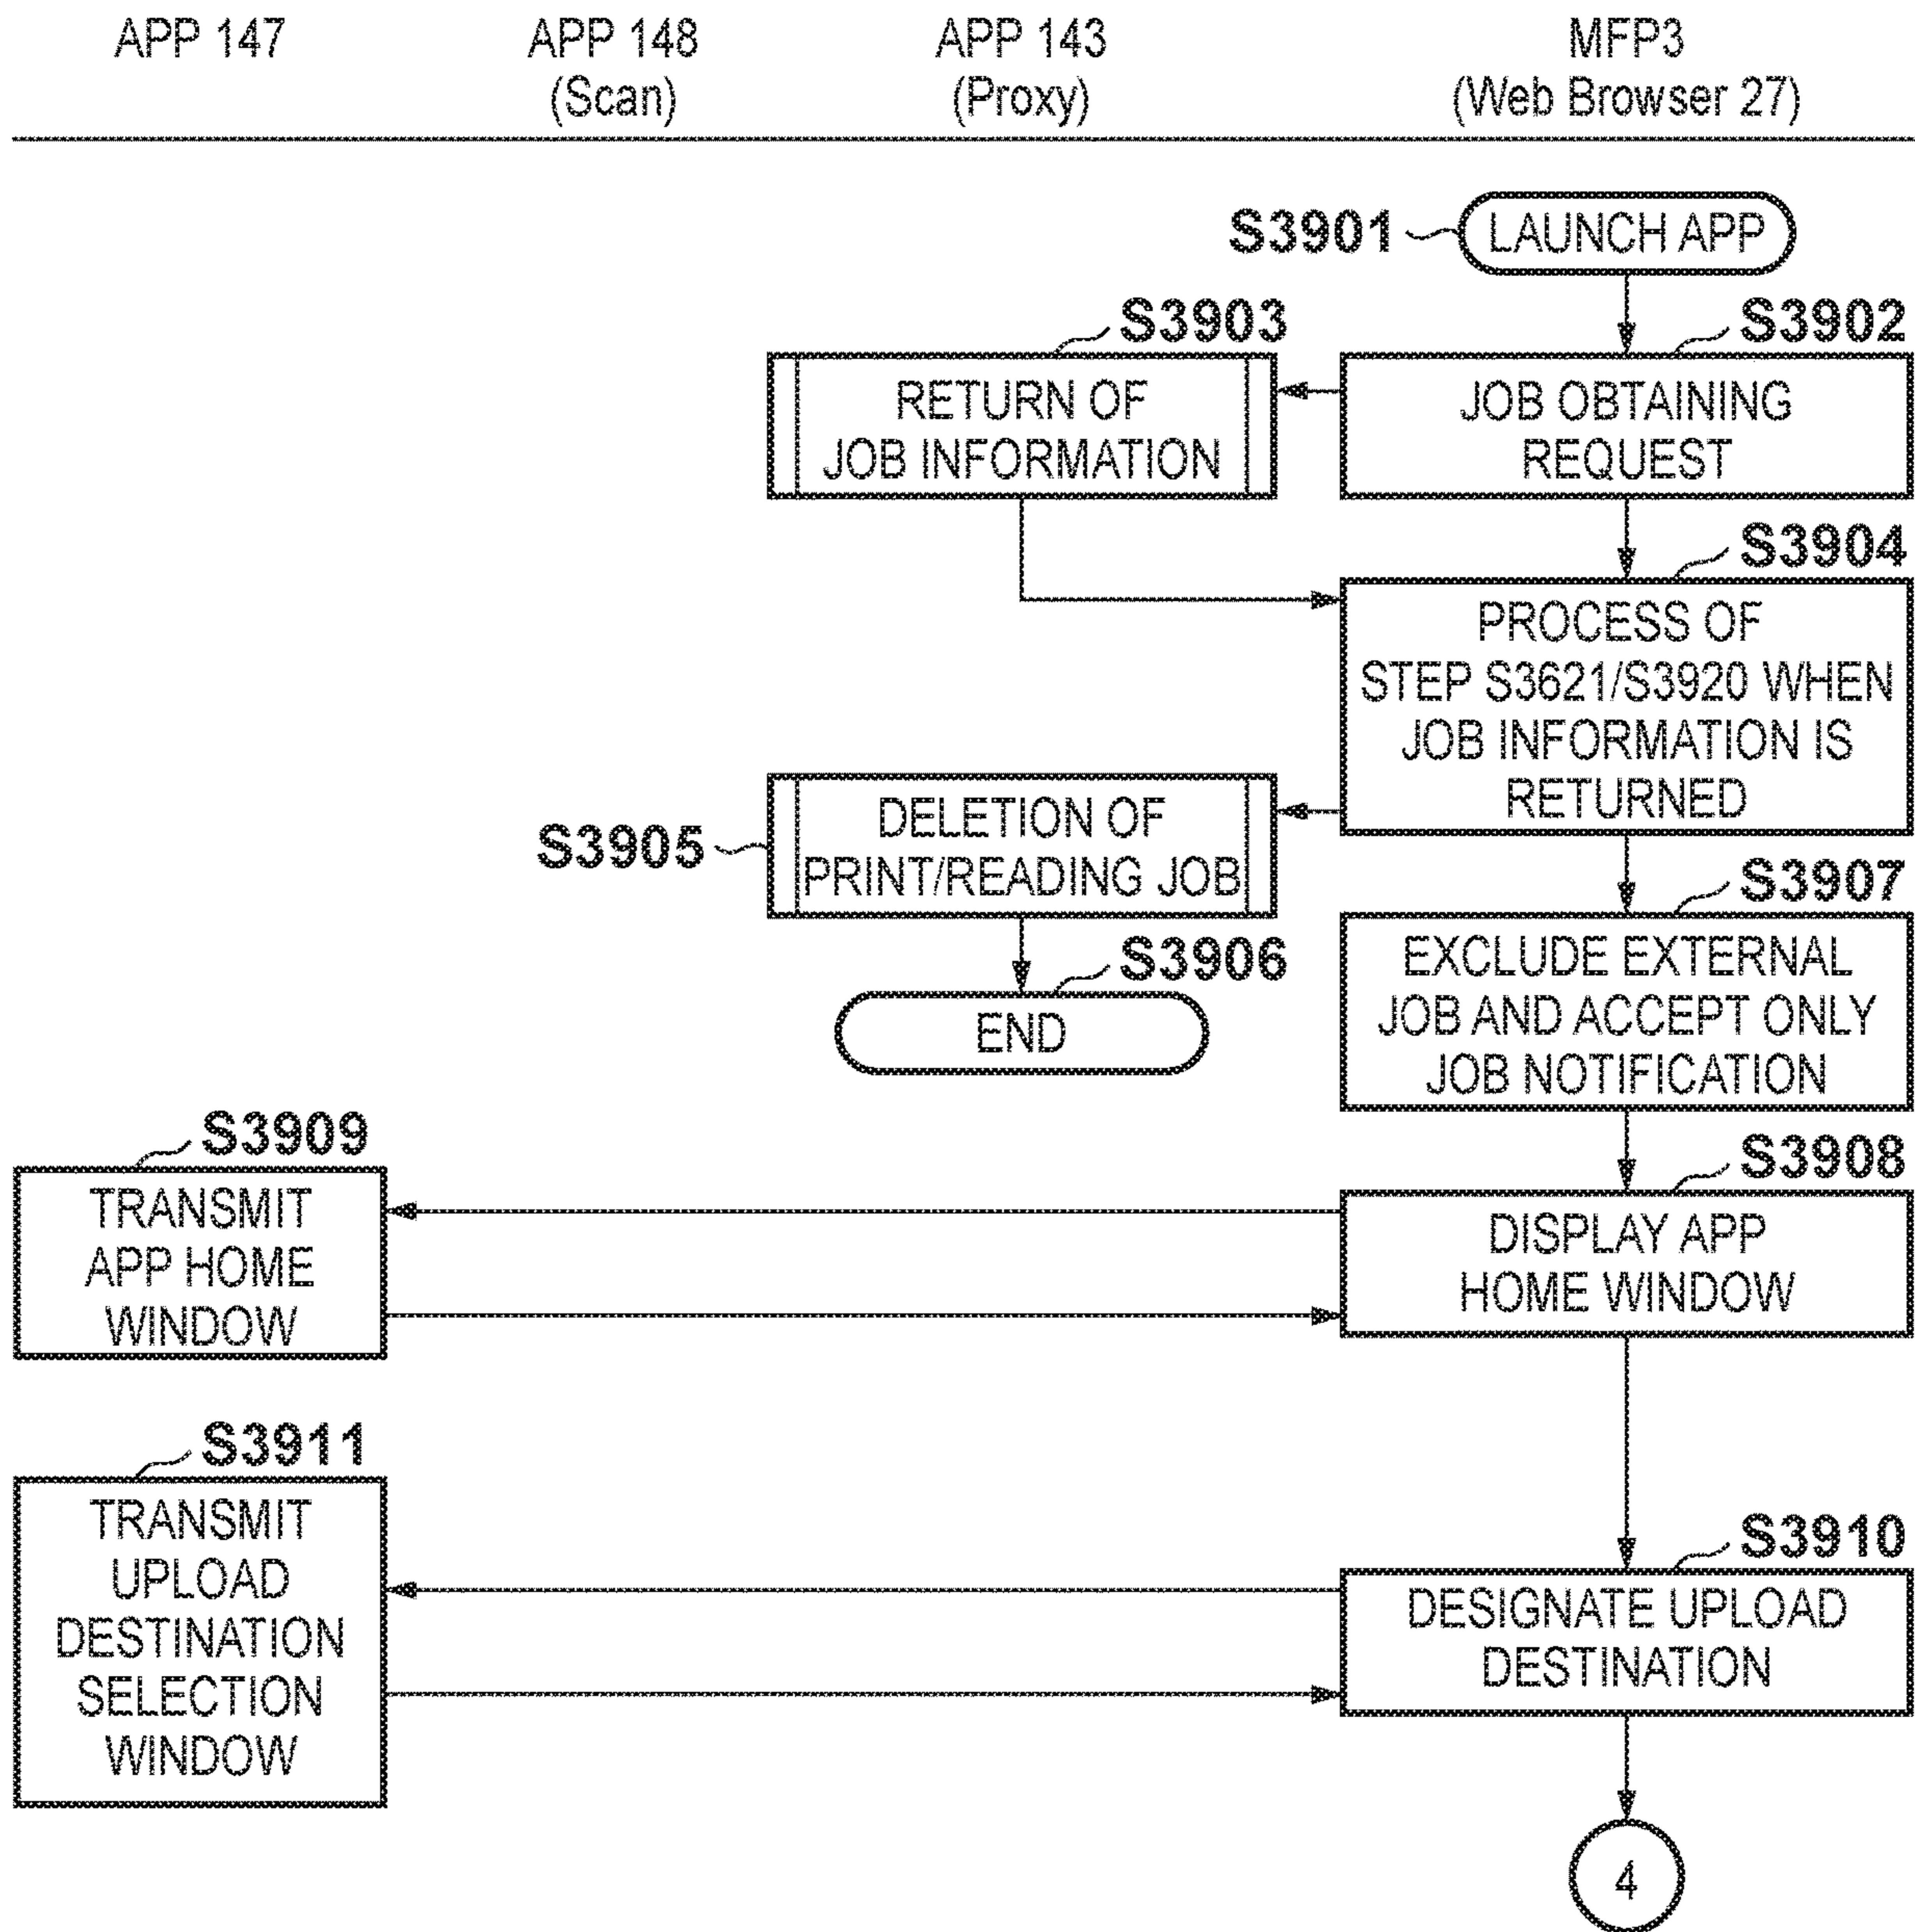 APP 147
APP 148
(Scan)
APP 143
(Proxy)
MFP3
(Web Browser 27)
S3901
LAUNCH APP
S3903
RETURN OF
JOB INFORMATION
S3902
JOB OBTAINING
REQUEST
S3904
PROCESS OF
STEP S3621/S3920 WHEN
JOB INFORMATION IS
RETURNED
S3905
DELETION OF
PRINT/READING JOB
S3907
EXCLUDE EXTERNAL
JOB AND ACCEPT ONLY
JOB NOTIFICATION
S3906
END
S3909
TRANSMIT
APP HOME
WINDOW
S3908
DISPLAY APP
HOME WINDOW
S3911
TRANSMIT
UPLOAD
DESTINATION
SELECTION
WINDOW
S3910
DESIGNATE UPLOAD
DESTINATION
4